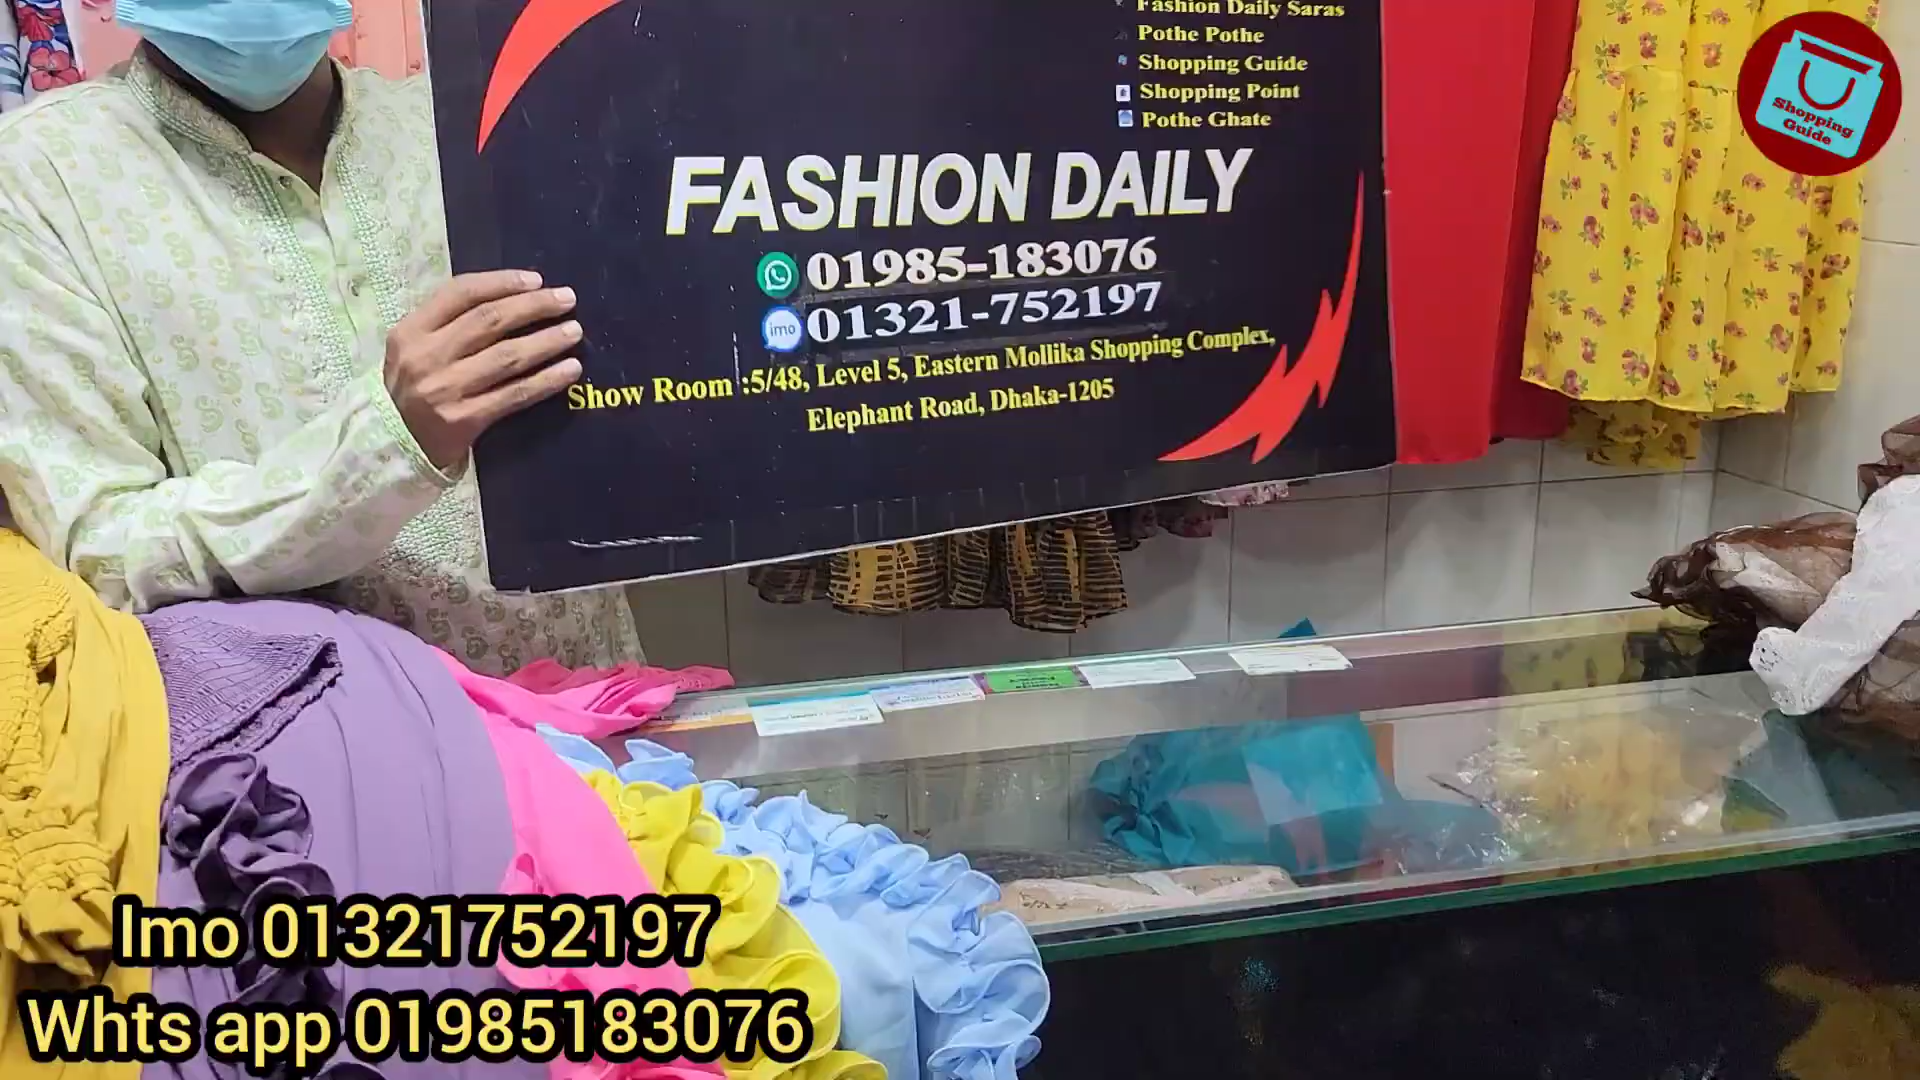 Fashion Daily Saras
Pothe Pothe
Shopping Guide
Shopping Point
Pothe Ghate
Shopping
Guide
FASHION DAILY
01985-183076
imo 01321-752197
Show Room :5/48, Level 5, Eastern Mollika Shopping Complex,
Elephant Road, Dhaka-1205
Imo 01321752197
Whts app 01985183076